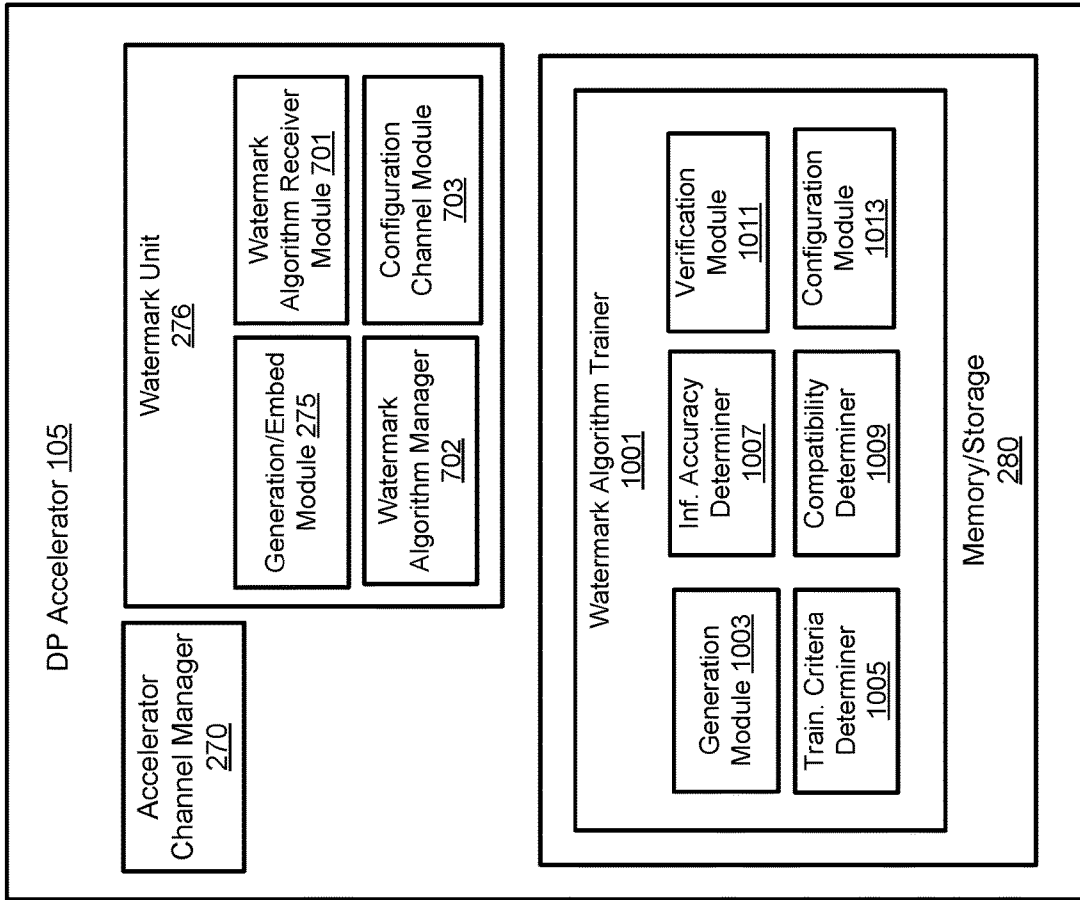 DP Accelerator 105
Accelerator
Channel Manager
270
Watermark Unit
276
Generation/Embed
Module 275
Watermark
Algorithm Receiver
Module 701
Watermark
Algorithm Manager
702
Configuration
Channel Module
703
Watermark Algorithm Trainer
1001
Generation
Module 1003
Inf. Accuracy
Determiner
1007
Verification
Module
1011
Train. Criteria
Determiner
1005
Compatibility
Determiner
1009
Configuration
Module
1013
Memory/Storage
280